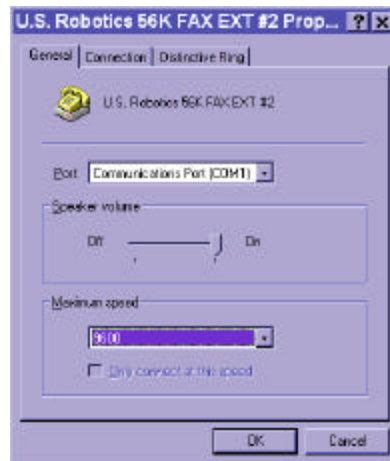 U.S. Robotics 56K FAX EXT #2 Prop...
General Connection Distinctive Ring
U.S. Robotics 56K FAX EXT #2
Port: Communications Port (COM1)
Speaker volume
Off On
Maximum speed
9600
Only connect at this speed
OK Cancel